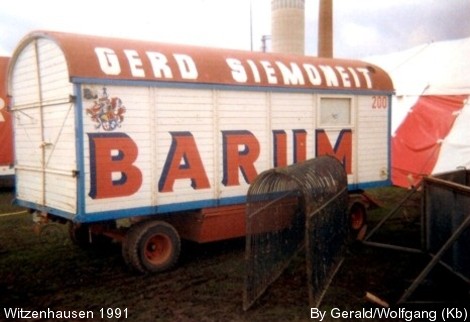 GERD SIEMONEIT
200
BARUM
Witzenhausen 1991
By Gerald/Wolfgang (Kb)